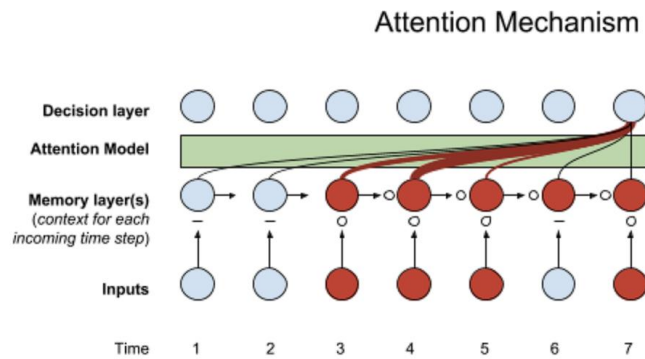 Attention Mechanism
Decision layer
Attention Model
Memory layer(s)
(context for each
incoming time step)
Inputs
Time 1 2 3 4 5 6 7